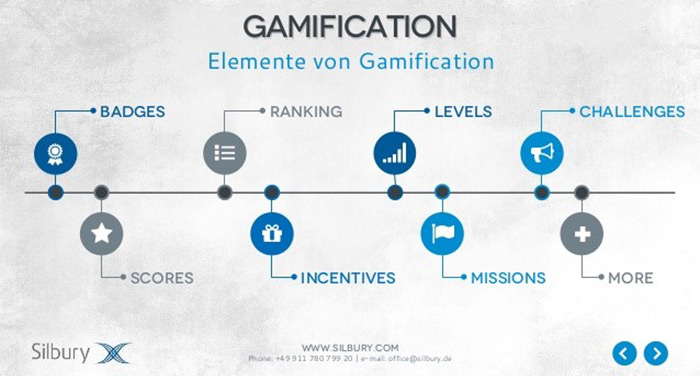 GAMIFICATION
Elemente von Gamification
BADGES
RANKING
LEVELS
CHALLENGES
SCORES
INCENTIVES
MISSIONS
MORE
Silbury
WWW.SILBURY.COM
Phone: +49 911 780 799 20 | e-mail: office@silbury.de